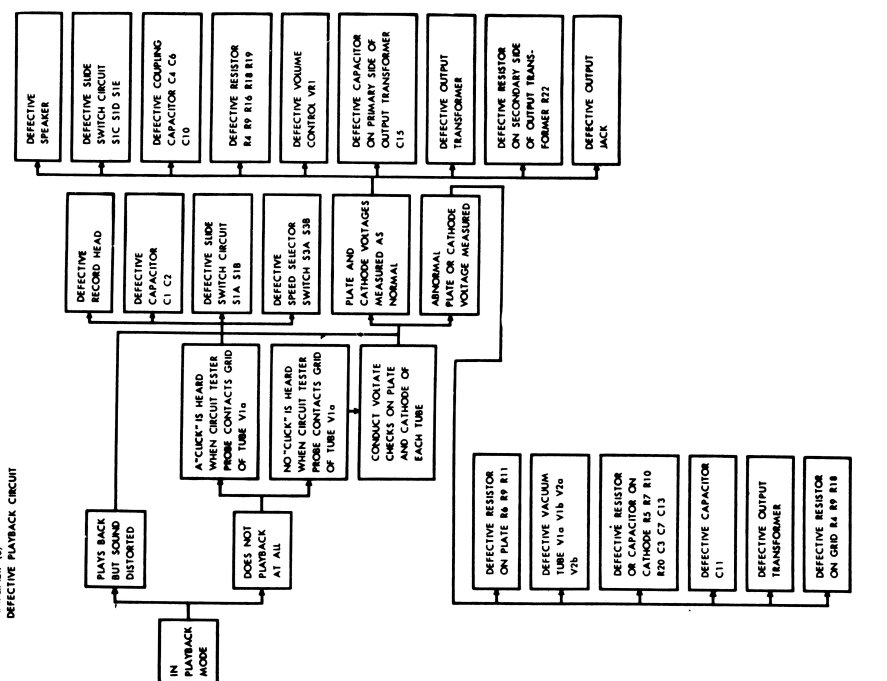 DEFECTIVE PLAYBACK CIRCUIT
IN
PLAYBACK
MODE
PLAYS BACK
BUT SOUND
DISTORTED
DOES NOT
PLAYBACK
AT ALL
A "CLICK" IS HEARD
WHEN CIRCUIT TESTER
PROBE CONTACTS GRID
OF TUBE V1a
NO "CLICK" IS HEARD
WHEN CIRCUIT TESTER
PROBE CONTACTS GRID
OF TUBE V1a
CONDUCT VOLTATE
CHECKS ON PLATE
AND CATHODE OF
EACH TUBE
DEFECTIVE
RECORD HEAD
DEFECTIVE
CAPACITOR
C1 C2
DEFECTIVE SLIDE
SWITCH CIRCUIT
S1A S1B
DEFECTIVE
SPEED SELECTOR
SWITCH S3A S3B
PLATE AND
CATHODE VOLTAGES
MEASURED AS
NORMAL
ABNORMAL
PLATE OR CATHODE
VOLTAGE MEASURED
DEFECTIVE
SPEAKER
DEFECTIVE SLIDE
SWITCH CIRCUIT
S1C S1D S1E
DEFECTIVE COUPLING
CAPACITOR C4 C6
C10
DEFECTIVE RESISTOR
R4 R9 R16 R18 R19
DEFECTIVE VOLUME
CONTROL VR1
DEFECTIVE CAPACITOR
ON PRIMARY SIDE OF
OUTPUT TRANSFORMER
C15
DEFECTIVE OUTPUT
TRANSFORMER
DEFECTIVE RESISTOR
ON SECONDARY SIDE
OF OUTPUT TRANS-
FORMER R22
DEFECTIVE OUTPUT
JACK
DEFECTIVE RESISTOR
ON PLATE R6 R9 R11
DEFECTIVE VACUUM
TUBE V1a V1b V2a
V2b
DEFECTIVE RESISTOR
OR CAPACITOR ON
CATHODE R5 R7 R10
R20 C3 C7 C13
DEFECTIVE CAPACITOR
C11
DEFECTIVE OUTPUT
TRANSFORMER
DEFECTIVE RESISTOR
ON GRID R4 R9 R18